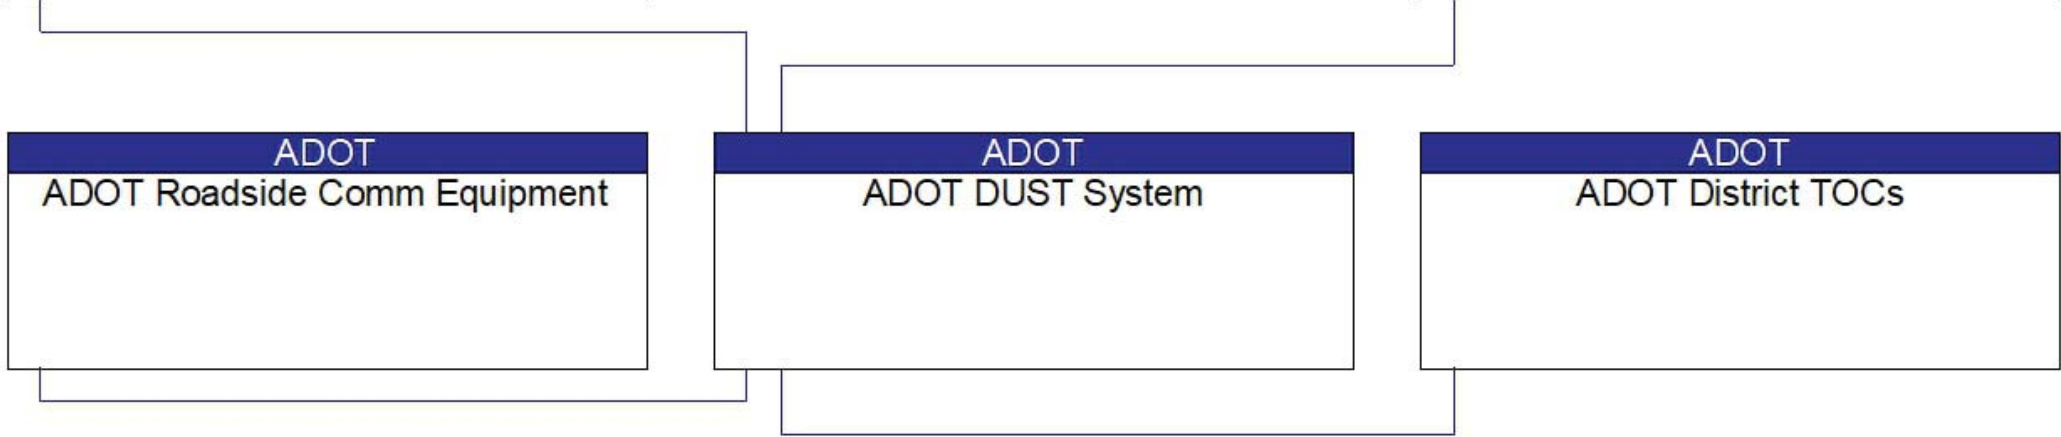 ADOT
ADOT Roadside Comm Equipment
ADOT
ADOT DUST System
ADOT
ADOT District TOCs